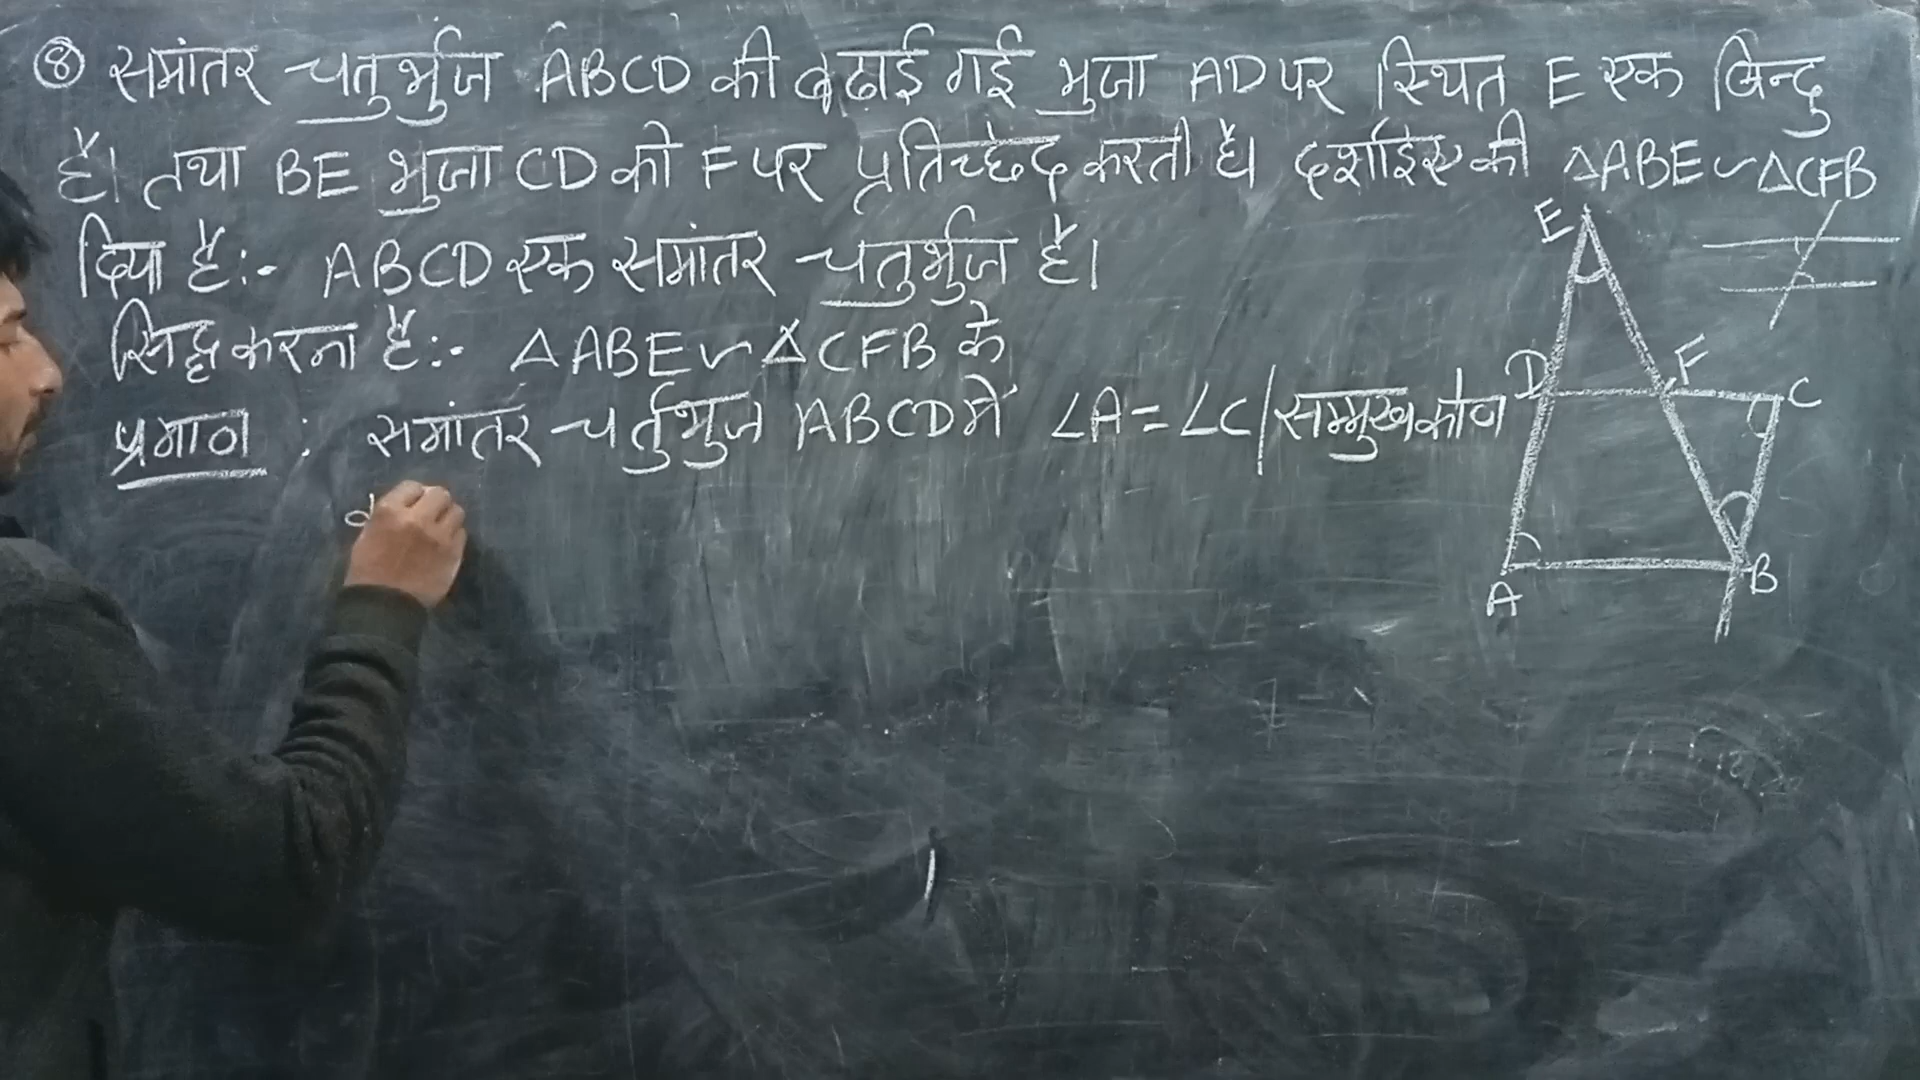 ⑧ समांतर चतुर्भुज ABCD की बढाई गई भुजा AD पर स्थित E एक बिन्दु
है। तथा BE भुजा CD को F पर प्रतिच्छेद करती है। दर्शाइए की △ABE ~ △CFB
दिया है:- ABCD एक समांतर चतुर्भुज है।
सिद्ध करना है:- △ABE ~ △CFB के
प्रमाण : समांतर चर्तुभुज ABCD में ∠A = ∠C | सम्मुख कोण
E
D
F
C
A
B